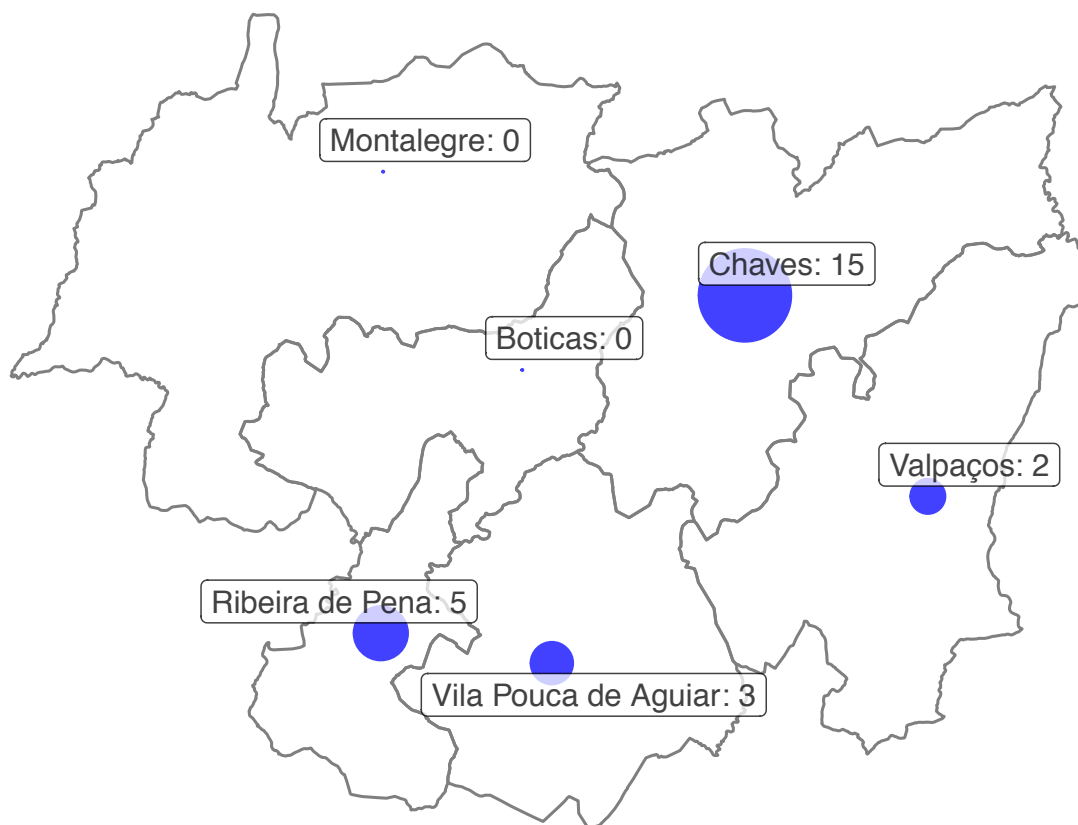 Montalegre: 0
Chaves: 15
Boticas: 0
Valpaços: 2
Ribeira de Pena: 5
Vila Pouca de Aguiar: 3